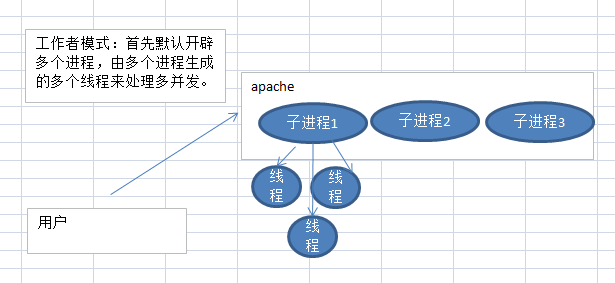 工作者模式：首先默认开辟
多个进程，由多个进程生成
的多个线程来处理多并发。
apache
子进程1
子进程2
子进程3
线
程
线
程
线
程
用户